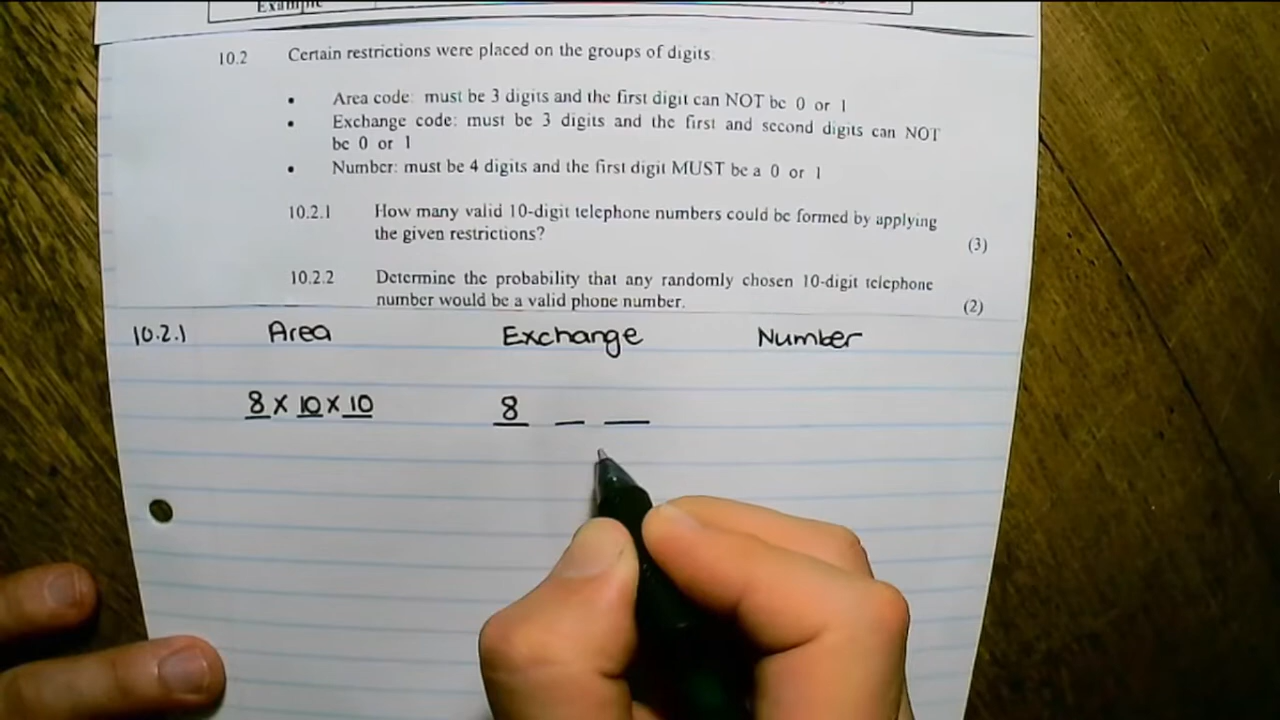 Example
10.2 Certain restrictions were placed on the groups of digits.
• Area code: must be 3 digits and the first digit can NOT be 0 or 1
• Exchange code: must be 3 digits and the first and second digits can NOT
be 0 or 1
• Number: must be 4 digits and the first digit MUST be a 0 or 1
10.2.1 How many valid 10-digit telephone numbers could be formed by applying
the given restrictions?
(3)
10.2.2 Determine the probability that any randomly chosen 10-digit telephone
number would be a valid phone number.
(2)
10.2.1 Area Exchange Number
8 x 10 x 10 8 _ _